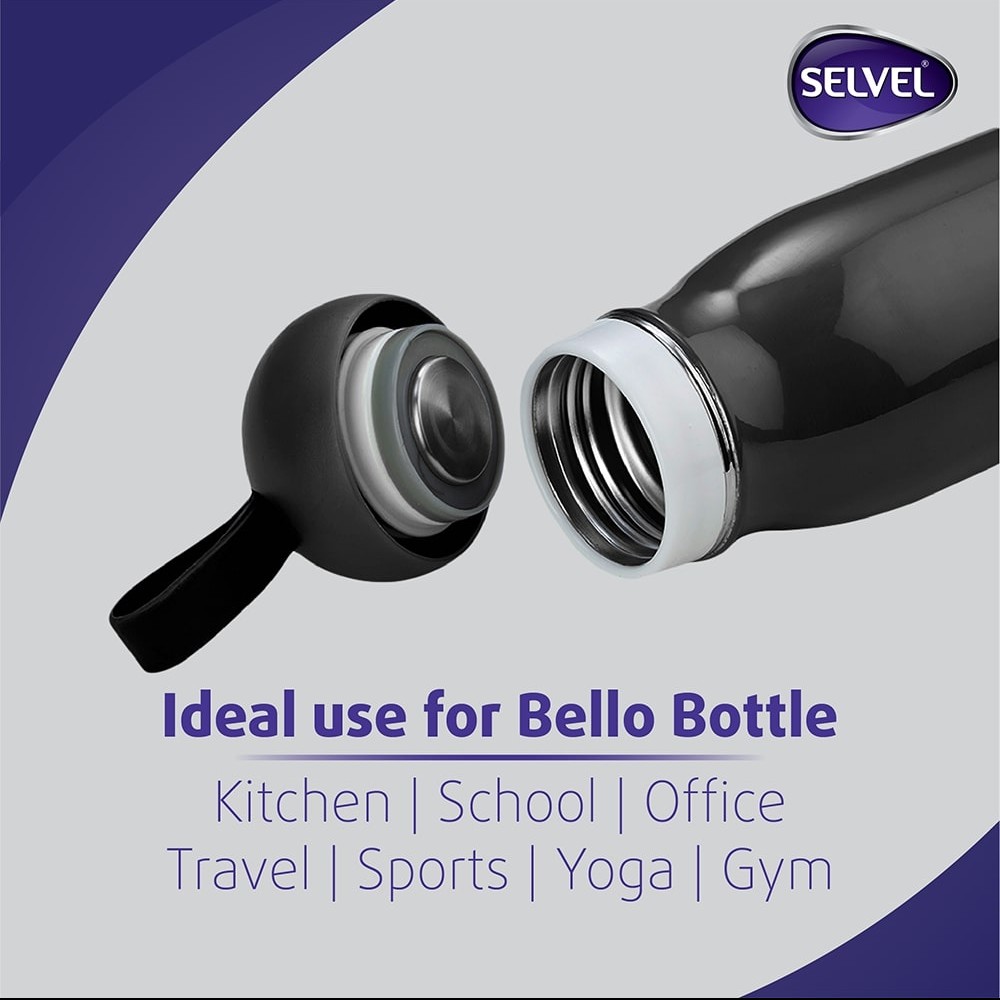 SELVEL®
Ideal use for Bello Bottle
Kitchen | School | Office
Travel | Sports | Yoga | Gym